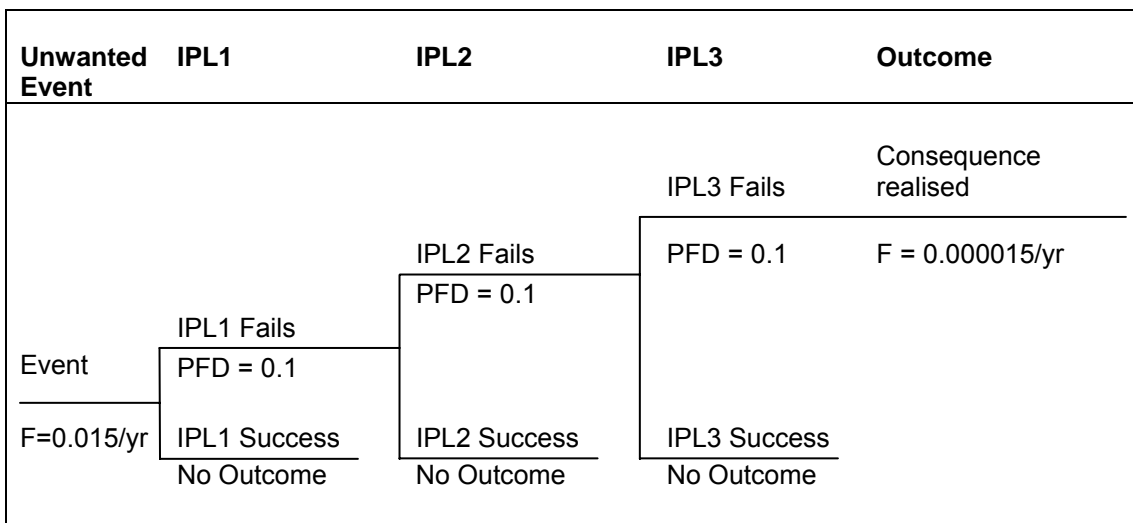 Unwanted Event
IPL1
IPL2
IPL3
Outcome
Consequence
realised
IPL3 Fails
PFD = 0.1
F = 0.000015/yr
IPL2 Fails
PFD = 0.1
IPL1 Fails
PFD = 0.1
Event
F=0.015/yr
IPL1 Success
No Outcome
IPL2 Success
No Outcome
IPL3 Success
No Outcome